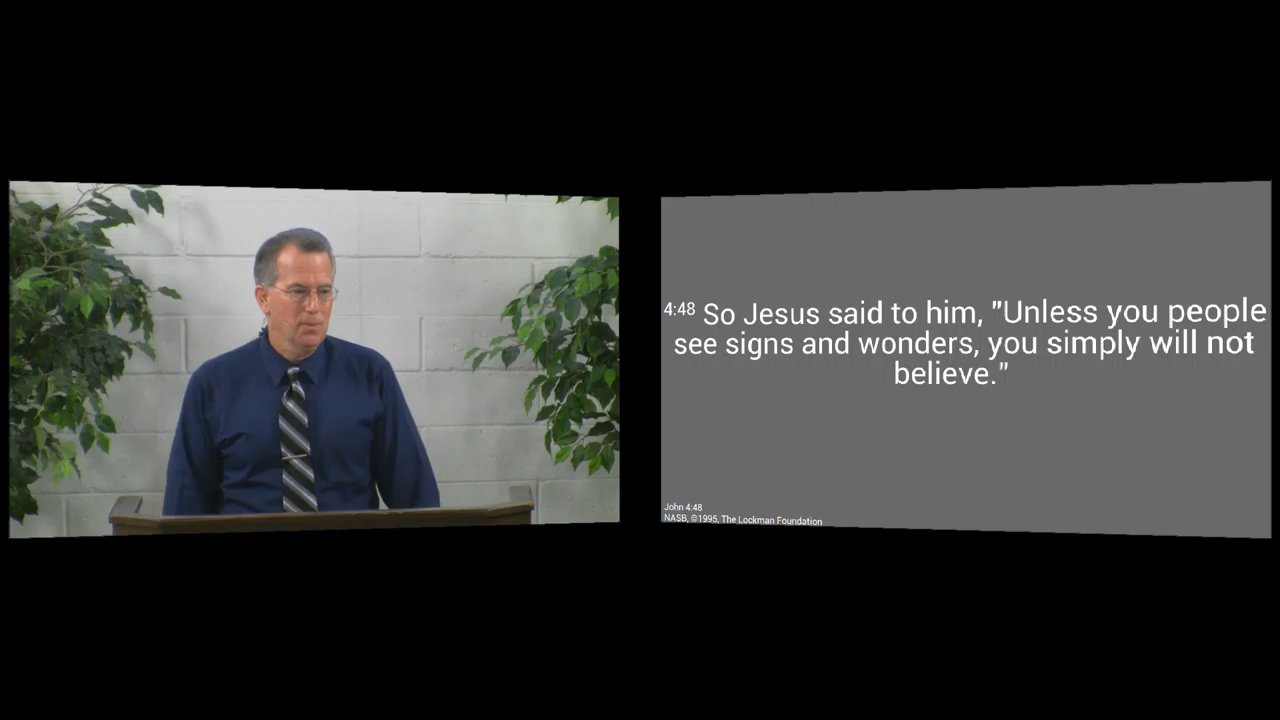 4:48 So Jesus said to him, "Unless you people
see signs and wonders, you simply will not
believe."
John 4:48
NASB, ©1995, The Lockman Foundation